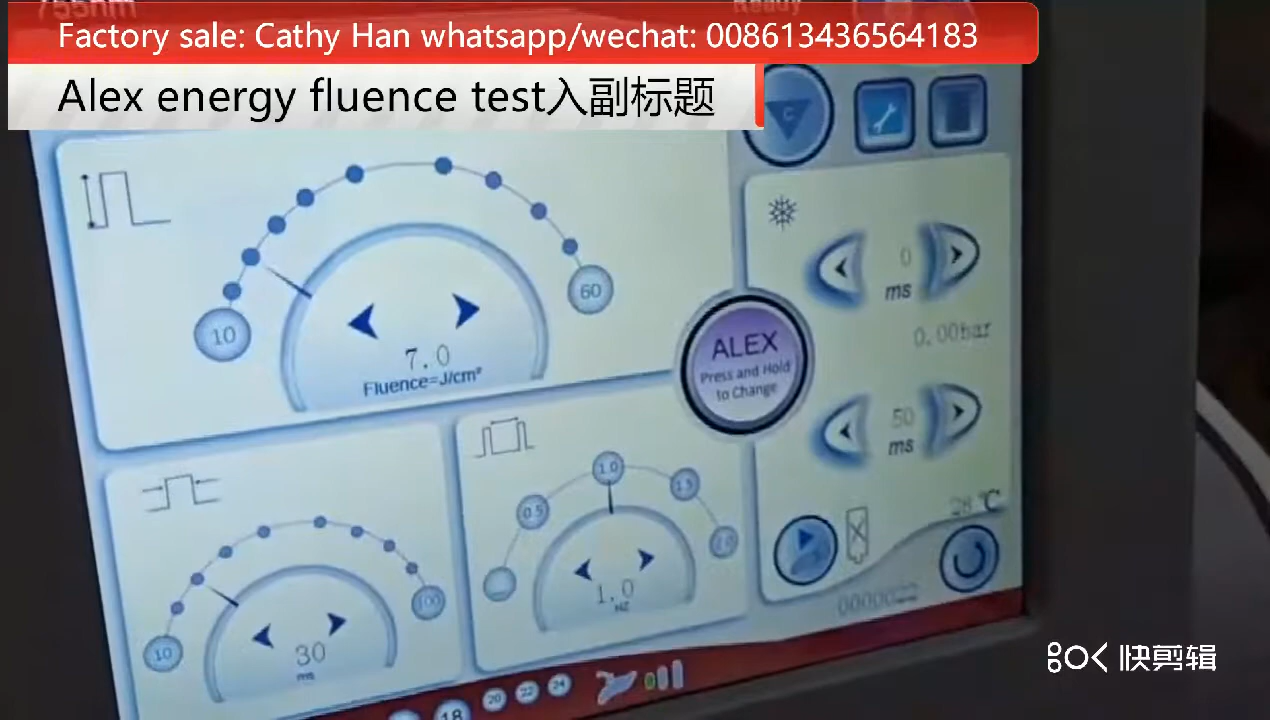 755nm
Ready
Factory sale: Cathy Han whatsapp/wechat: 008613436564183
Alex energy fluence test入副标题
C
10
60
7.0
Fluence=J/cm²
ALEX
Press and Hold
to Change
0
ms
0.00bar
50
ms
28 ℃
10
100
30
ms
0.5
1.0
1.5
2.0
1.0
HZ
18
20
22
24
快剪辑